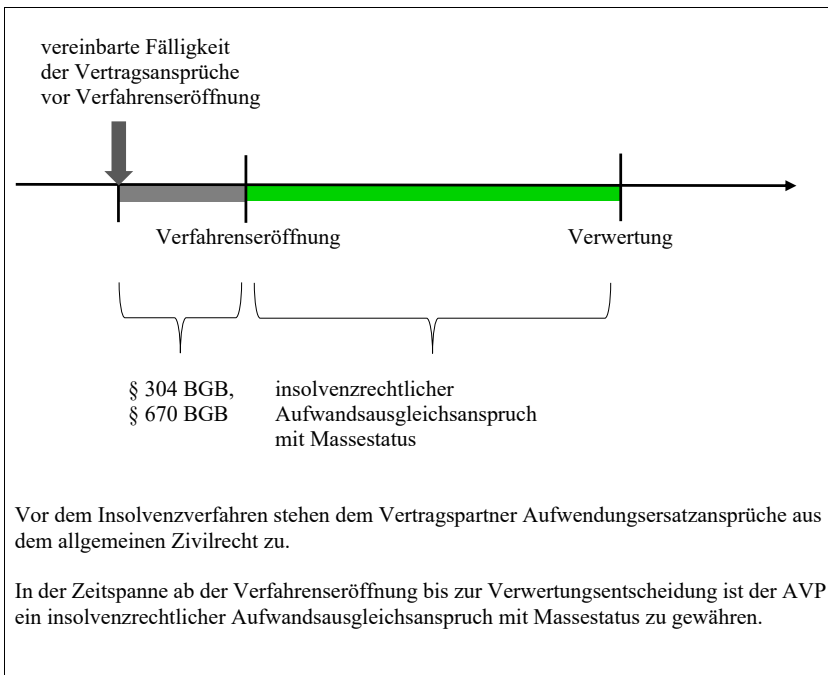 vereinbarte Fälligkeit
der Vertragsansprüche
vor Verfahrenseröffnung
Verfahrenseröffnung
Verwertung
§ 304 BGB,
§ 670 BGB
insolvenzrechtlicher
Aufwandsausgleichsanspruch
mit Massestatus
Vor dem Insolvenzverfahren stehen dem Vertragspartner Aufwendungsersatzansprüche aus
dem allgemeinen Zivilrecht zu.
In der Zeitspanne ab der Verfahrenseröffnung bis zur Verwertungsentscheidung ist der AVP
ein insolvenzrechtlicher Aufwandsausgleichsanspruch mit Massestatus zu gewähren.